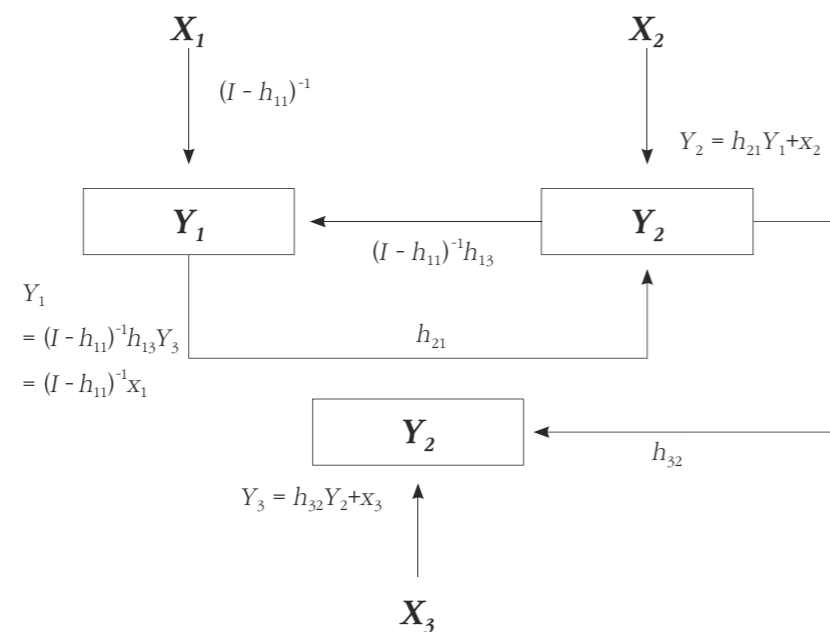 X₁
X₂
(I - h₁₁)⁻¹
Y₂ = h₂₁Y₁+x₂
Y₁
Y₂
(I - h₁₁)⁻¹h₁₃
Y₁
= (I - h₁₁)⁻¹h₁₃Y₃
= (I - h₁₁)⁻¹x₁
h₂₁
Y₂
h₃₂
Y₃ = h₃₂Y₂+x₃
X₃